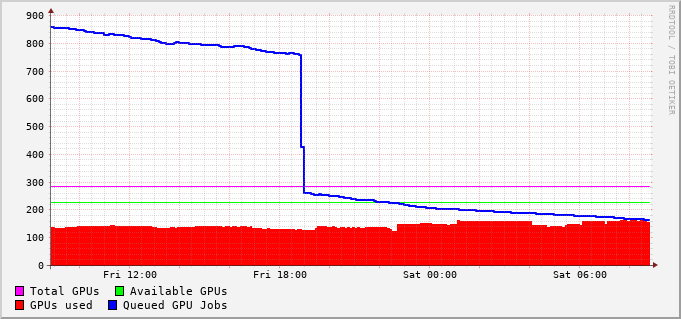 900
800
700
600
500
400
300
200
100
0
Fri 12:00 Fri 18:00 Sat 00:00 Sat 06:00
Total GPUs Available GPUs
GPUs used Queued GPU Jobs
RRDTOOL / TOBI OETIKER